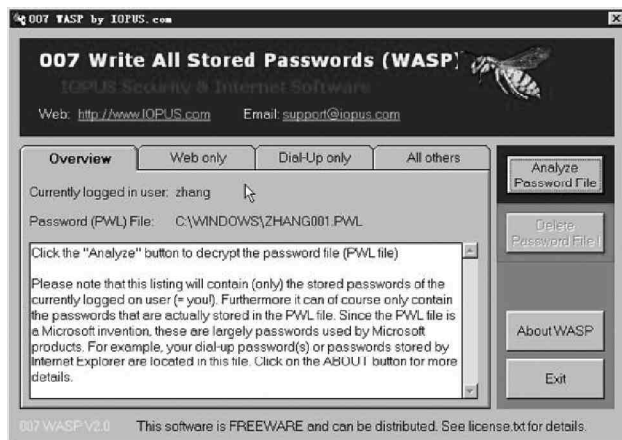 007 WASP by IOPUS.com
007 Write All Stored Passwords (WASP)
IOPUS Security & Internet Software
Web: http://www.IOPUS.com Email: support@iopus.com
Overview Web only Dial-Up only All others
Currently logged in user: zhang
Password (PWL) File: C:\WINDOWS\ZHANG001.PWL
Click the "Analyze" button to decrypt the password file (PWL file)
Please note that this listing will contain (only) the stored passwords of the
currently logged on user (= you!). Furthermore it can of course only contain
the passwords that are actually stored in the PWL file. Since the PWL file is
a Microsoft invention, these are largely passwords used by Microsoft
products. For example, your dial-up password(s) or passwords stored by
Internet Explorer are located in this file. Click on the ABOUT button for more
details.
Analyze
Password File
Delete
Password File !
About WASP
Exit
007 WASP V2.0 This software is FREEWARE and can be distributed. See license.txt for details.